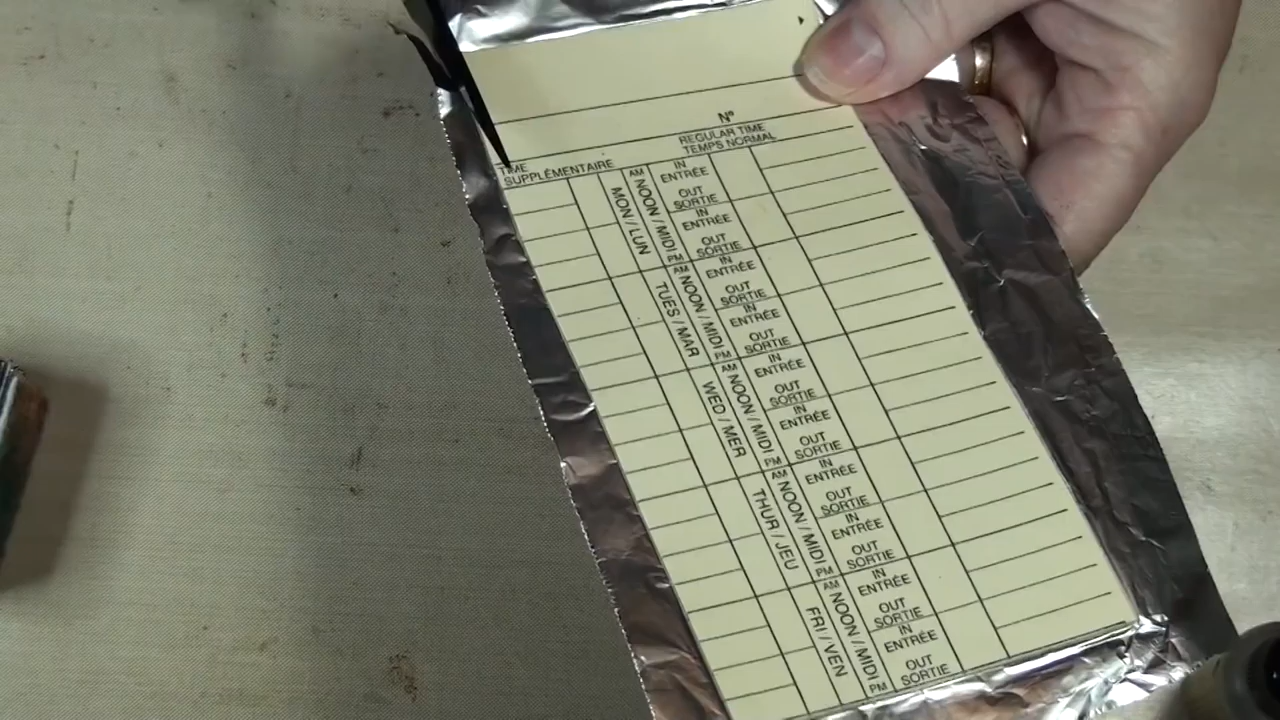 Nº
REGULAR TIME
TEMPS NORMAL
TIME
SUPPLÉMENTAIRE
MON / LUN
AM NOON / MIDI PM
IN
ENTRÉE
OUT
SORTIE
IN
ENTRÉE
OUT
SORTIE
TUES / MAR
AM NOON / MIDI PM
IN
ENTRÉE
OUT
SORTIE
IN
ENTRÉE
OUT
SORTIE
WED / MER
AM NOON / MIDI PM
IN
ENTRÉE
OUT
SORTIE
IN
ENTRÉE
OUT
SORTIE
THUR / JEU
AM NOON / MIDI PM
IN
ENTRÉE
OUT
SORTIE
IN
ENTRÉE
OUT
SORTIE
FRI / VEN
AM NOON / MIDI PM
IN
ENTRÉE
OUT
SORTIE
IN
ENTRÉE
OUT
SORTIE